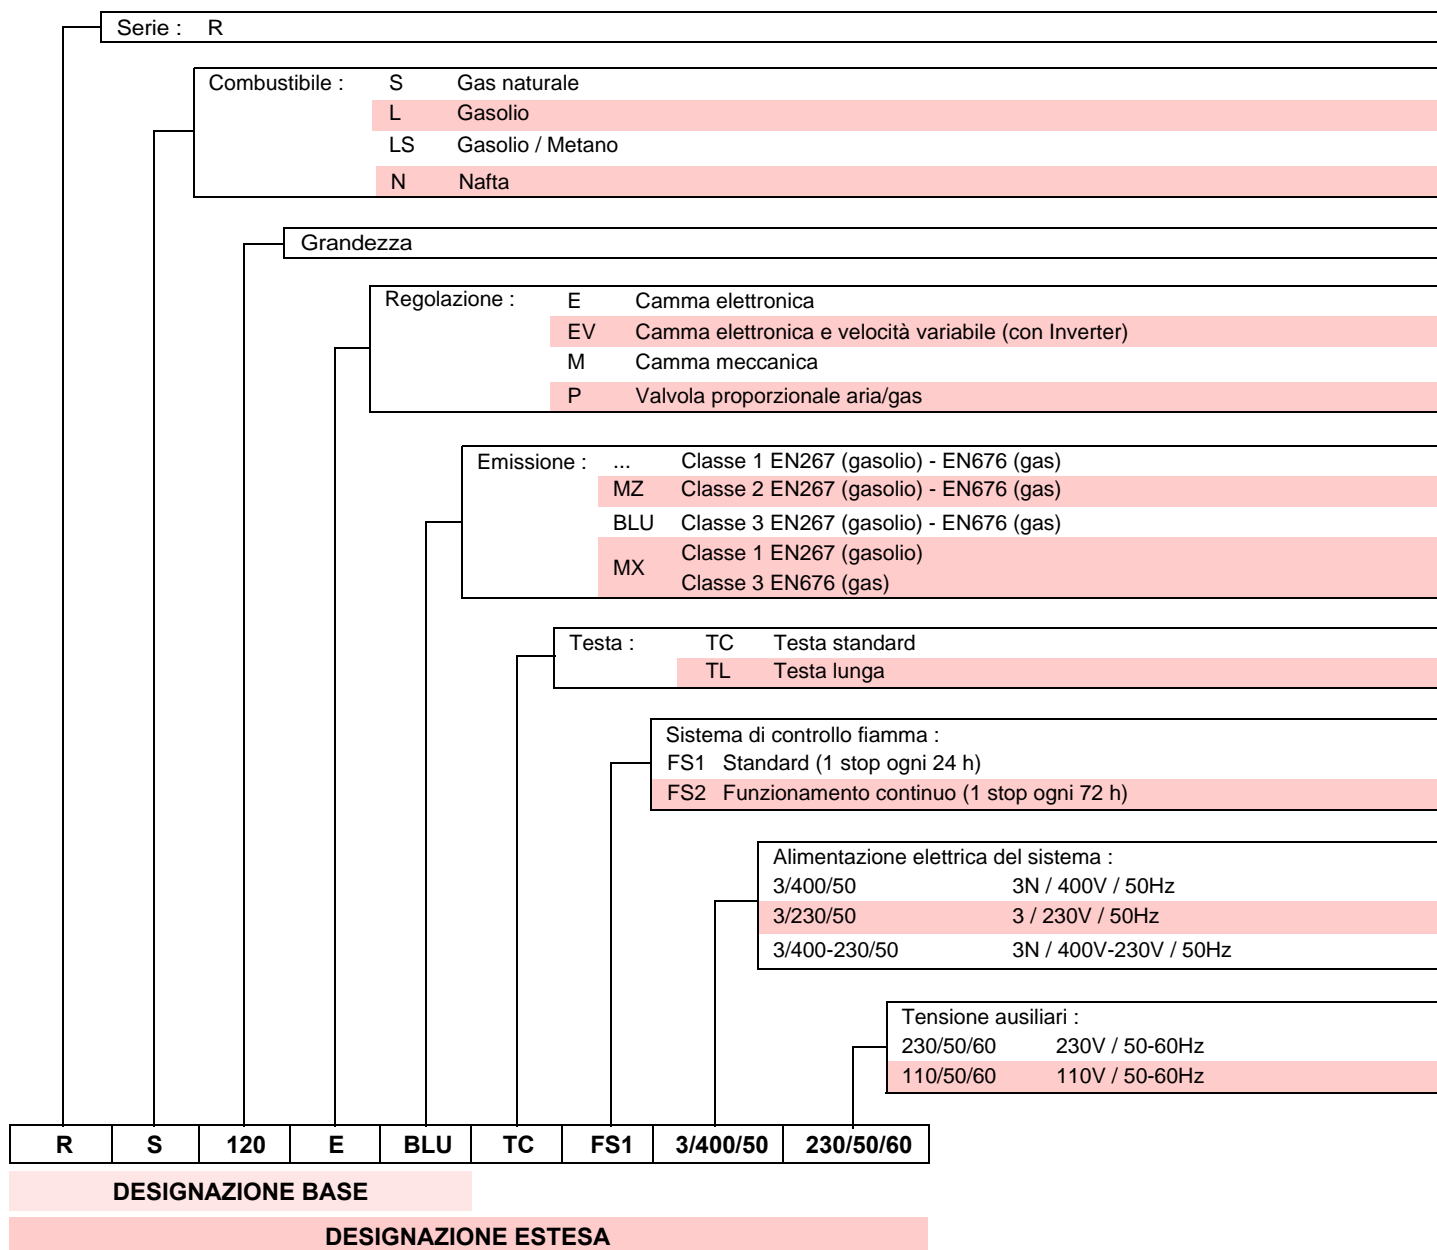 Serie : R
Combustibile : S Gas naturale
L Gasolio
LS Gasolio / Metano
N Nafta
Grandezza
Regolazione : E Camma elettronica
EV Camma elettronica e velocità variabile (con Inverter)
M Camma meccanica
P Valvola proporzionale aria/gas
Emissione : ... Classe 1 EN267 (gasolio) - EN676 (gas)
MZ Classe 2 EN267 (gasolio) - EN676 (gas)
BLU Classe 3 EN267 (gasolio) - EN676 (gas)
MX Classe 1 EN267 (gasolio)
Classe 3 EN676 (gas)
Testa : TC Testa standard
TL Testa lunga
Sistema di controllo fiamma :
FS1 Standard (1 stop ogni 24 h)
FS2 Funzionamento continuo (1 stop ogni 72 h)
Alimentazione elettrica del sistema :
3/400/50 3N / 400V / 50Hz
3/230/50 3 / 230V / 50Hz
3/400-230/50 3N / 400V-230V / 50Hz
Tensione ausiliari :
230/50/60 230V / 50-60Hz
110/50/60 110V / 50-60Hz
R S 120 E BLU TC FS1 3/400/50 230/50/60
DESIGNAZIONE BASE
DESIGNAZIONE ESTESA